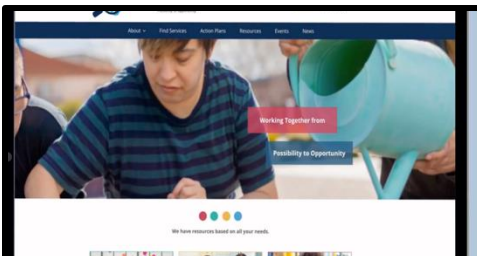 About Find Services Action Plans Resources Events News
Working Together from
Possibility to Opportunity
We have resources based on all your needs.